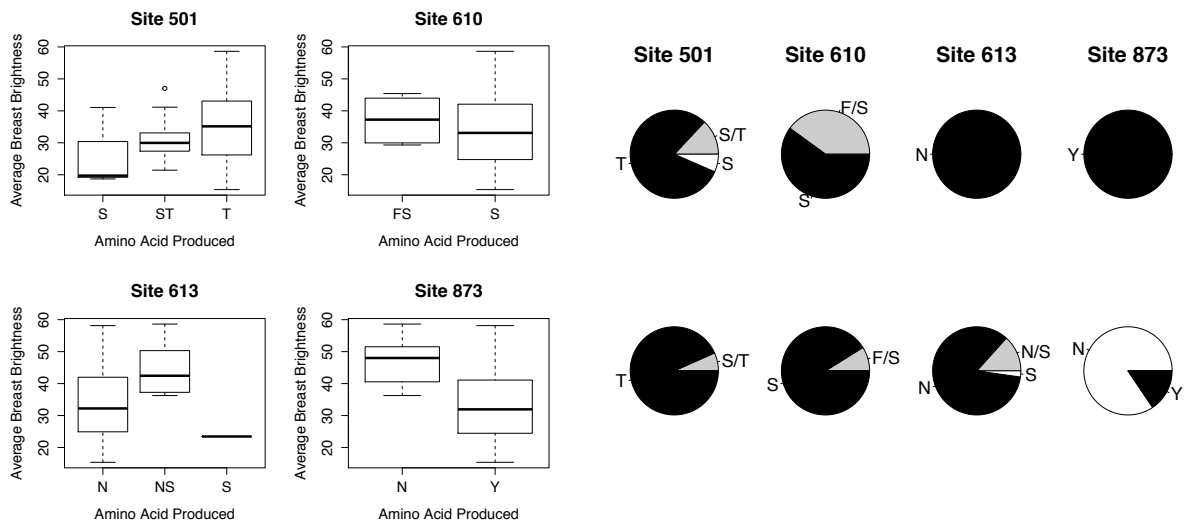 Site 501
Average Breast Brightness
60
50
40
30
20
S ST T
Amino Acid Produced
Site 610
Average Breast Brightness
60
50
40
30
20
FS S
Amino Acid Produced
Site 613
Average Breast Brightness
60
50
40
30
20
N NS S
Amino Acid Produced
Site 873
Average Breast Brightness
60
50
40
30
20
N Y
Amino Acid Produced
Site 501 Site 610 Site 613 Site 873
T
S/T
S
F/S
S
N
Y
T
S/T
S
F/S
N
N/S
S
N
Y